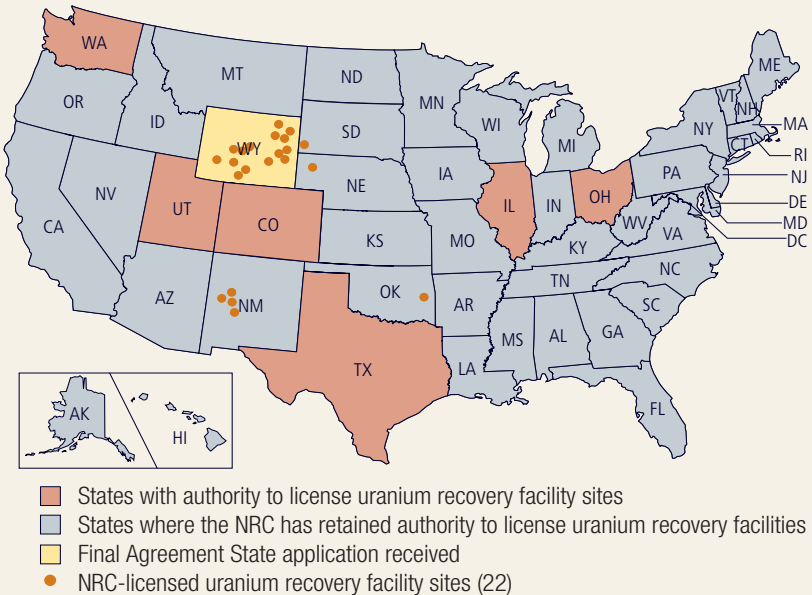 WA
MT
ND
MN
ME
VT
NH
OR
ID
WY
SD
WI
MI
NY
MA
RI
CT
NV
NE
IA
PA
NJ
CA
UT
CO
IL
IN
OH
DE
MD
DC
KS
MO
KY
WV
VA
AZ
NM
OK
AR
TN
NC
SC
TX
LA
MS
AL
GA
FL
AK
HI
States with authority to license uranium recovery facility sites
States where the NRC has retained authority to license uranium recovery facilities
Final Agreement State application received
NRC-licensed uranium recovery facility sites (22)